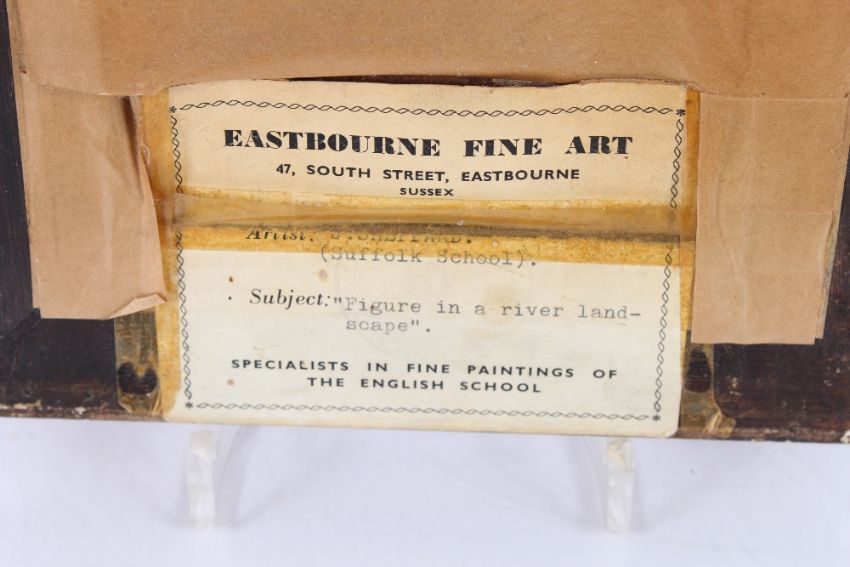 EASTBOURNE FINE ART
47, SOUTH STREET, EASTBOURNE
SUSSEX
Artist: SHEPPARD.
(Suffolk School).
Subject: "Figure in a river land-
scape".
SPECIALISTS IN FINE PAINTINGS OF
THE ENGLISH SCHOOL